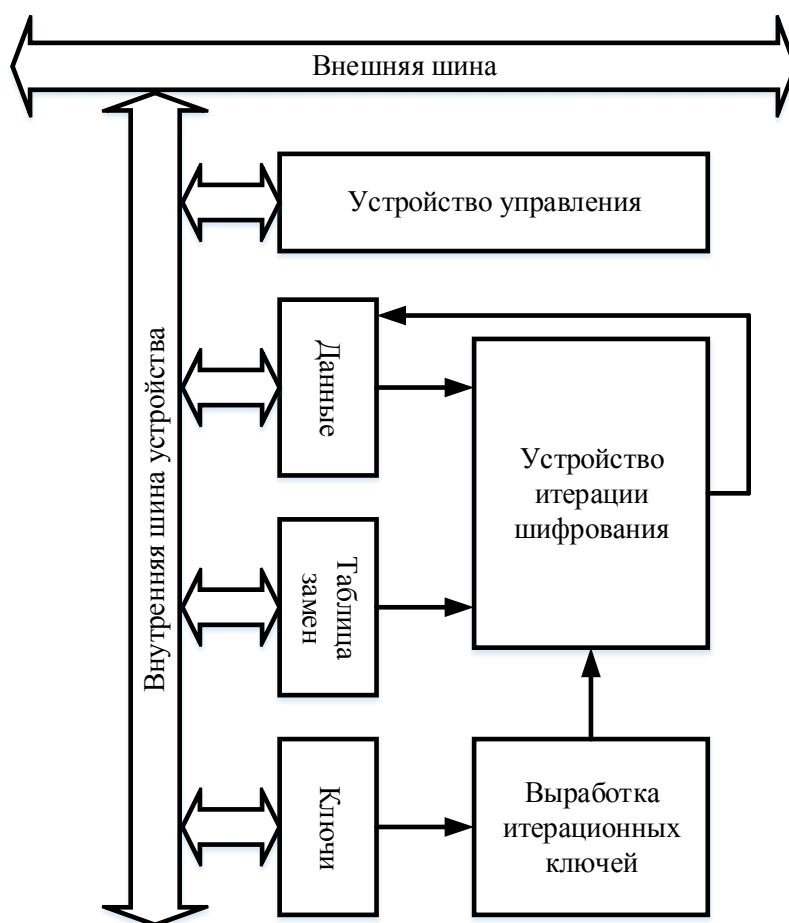 Внешняя шина
Устройство управления
Внутренняя шина устройства
Данные
Устройство
итерации
шифрования
Таблица
замен
Ключи
Выработка
итерационных
ключей